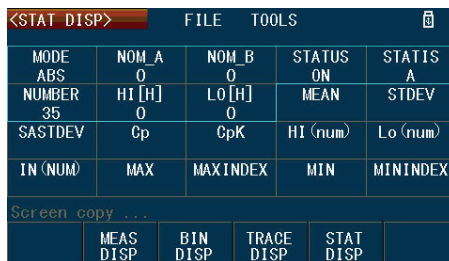 <STAT DISP> FILE TOOLS
MODE NOM_A NOM_B STATUS STATIS
ABS 0 0 ON A
NUMBER HI[H] LO[H] MEAN STDEV
35 0 0
SASTDEV Cp CpK HI(num) Lo(num)
IN(NUM) MAX MAXINDEX MIN MININDEX
Screen copy ...
MEAS BIN TRACE STAT
DISP DISP DISP DISP